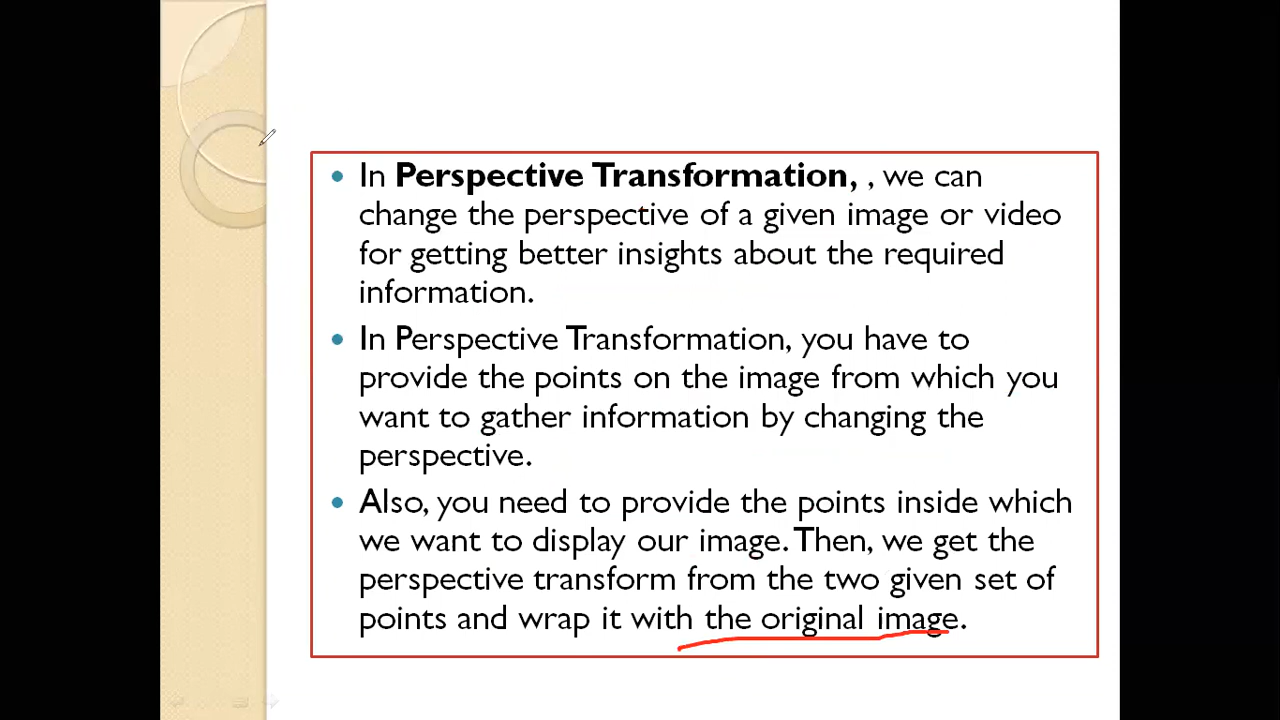 In Perspective Transformation, , we can
change the perspective of a given image or video
for getting better insights about the required
information.
In Perspective Transformation, you have to
provide the points on the image from which you
want to gather information by changing the
perspective.
Also, you need to provide the points inside which
we want to display our image. Then, we get the
perspective transform from the two given set of
points and wrap it with the original image.